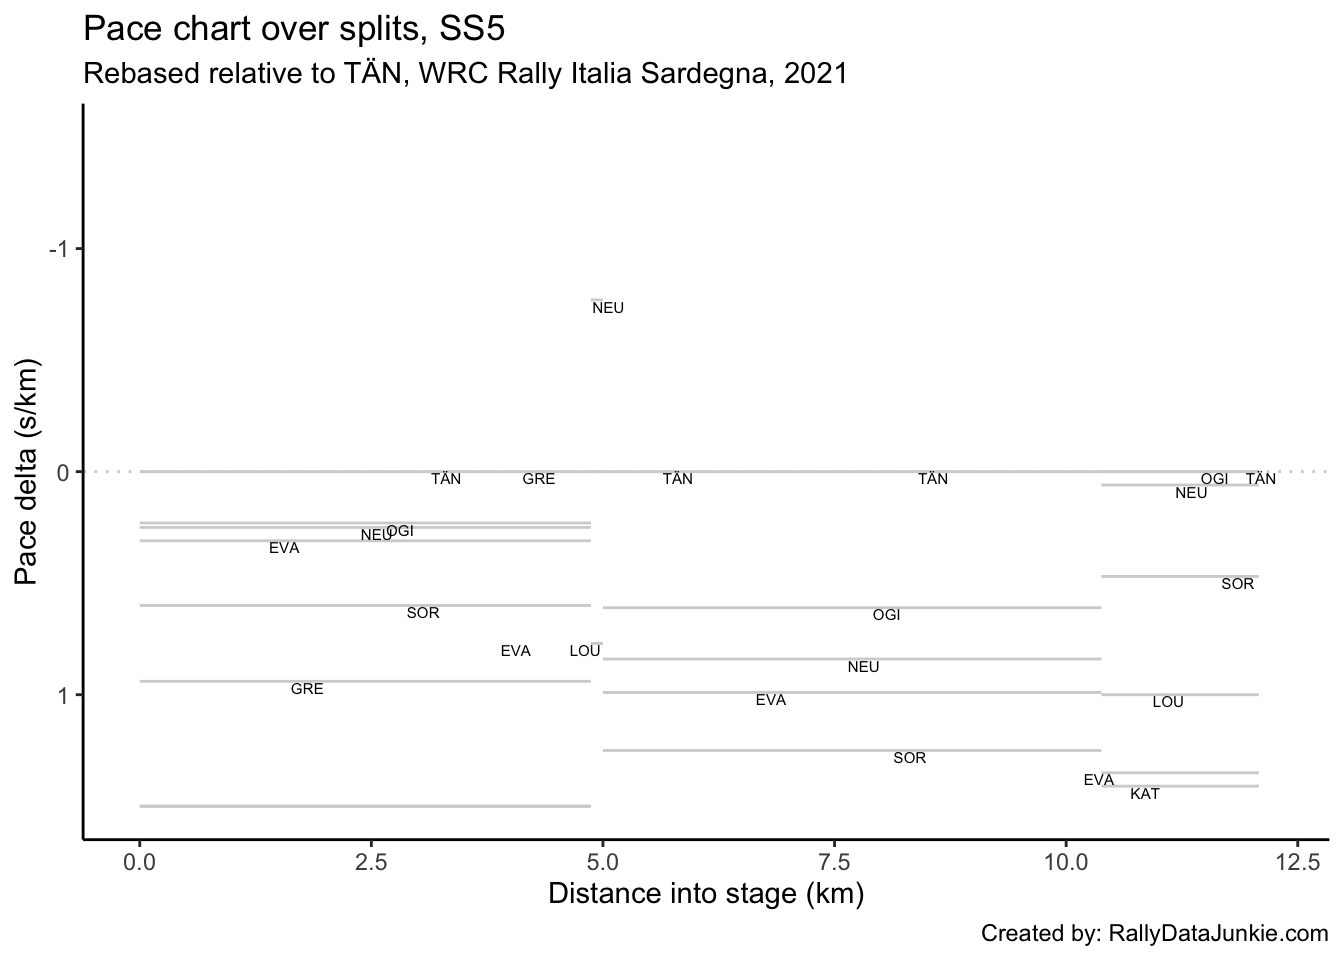 Pace chart over splits, SS5
Rebased relative to TÄN, WRC Rally Italia Sardegna, 2021
Pace delta (s/km)
-1
NEU
0
TÄN GRE TÄN TÄN OGI TÄN
NEU
OGI
NEU
EVA
SOR
SOR
OGI
EVA LOU
NEU
GRE
EVA
LOU
1
SOR
EVA
KAT
0.0 2.5 5.0 7.5 10.0 12.5
Distance into stage (km)
Created by: RallyDataJunkie.com